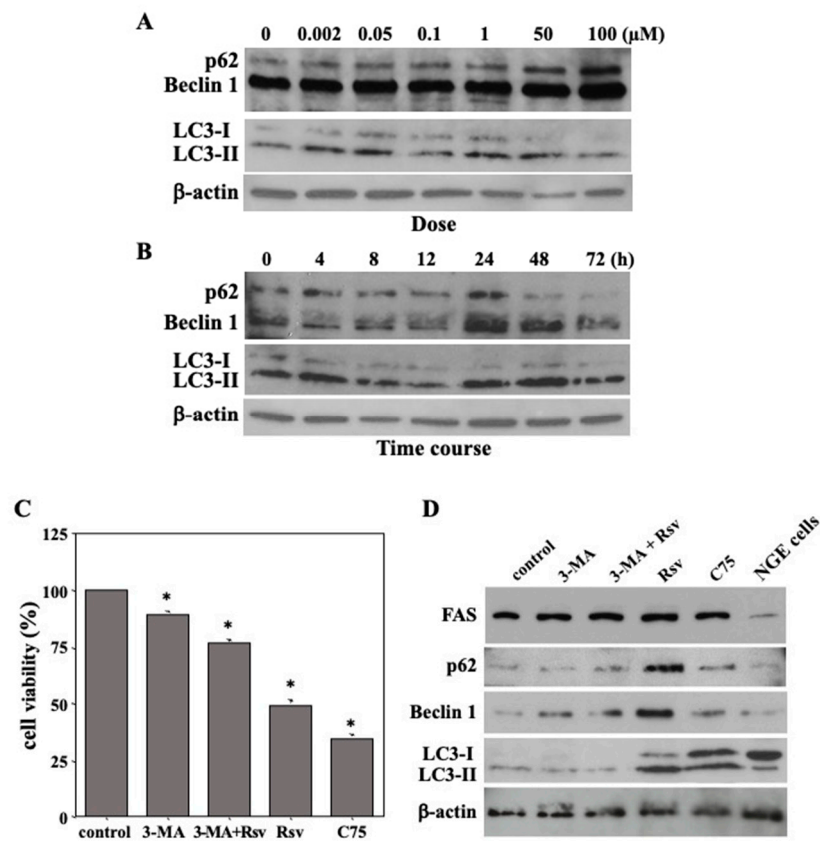 A
0 0.002 0.05 0.1 1 50 100 (µM)
p62
Beclin 1
LC3-I
LC3-II
β-actin
Dose
B
0 4 8 12 24 48 72 (h)
p62
Beclin 1
LC3-I
LC3-II
β-actin
Time course
C
cell viability (%)
125
100
75
50
25
0
* * * *
control 3-MA 3-MA+Rsv Rsv C75
D
control 3-MA 3-MA + Rsv Rsv C75 NGE cells
FAS
p62
Beclin 1
LC3-I
LC3-II
β-actin